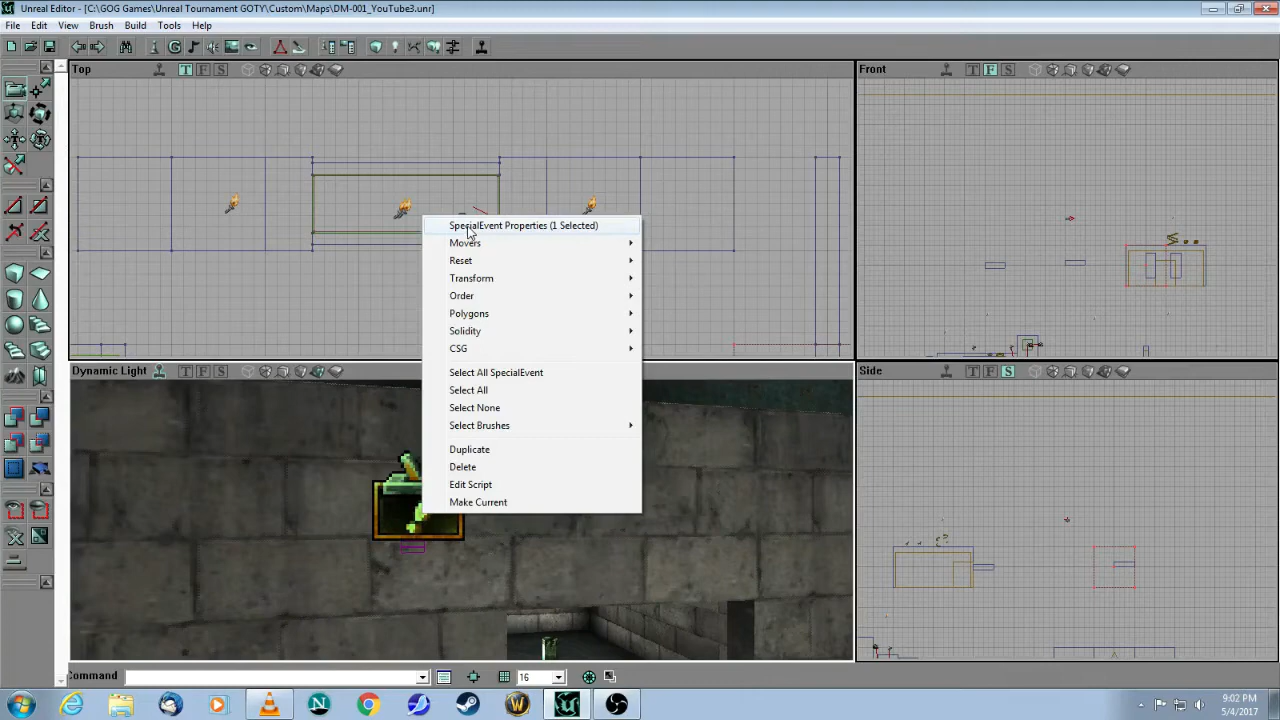 Unreal Editor - [C:\GOG Games\Unreal Tournament GOTY\Custom\Maps\DM-001_YouTube3.unr]
File Edit View Brush Build Tools Help
Top T F S
Front T F S
SpecialEvent Properties (1 Selected)
Movers
Reset
Transform
Order
Polygons
Solidity
CSG
Select All SpecialEvent
Select All
Select None
Select Brushes
Duplicate
Delete
Edit Script
Make Current
Dynamic Light T F S
Side T F S
Command
16
9:02 PM
5/4/2017